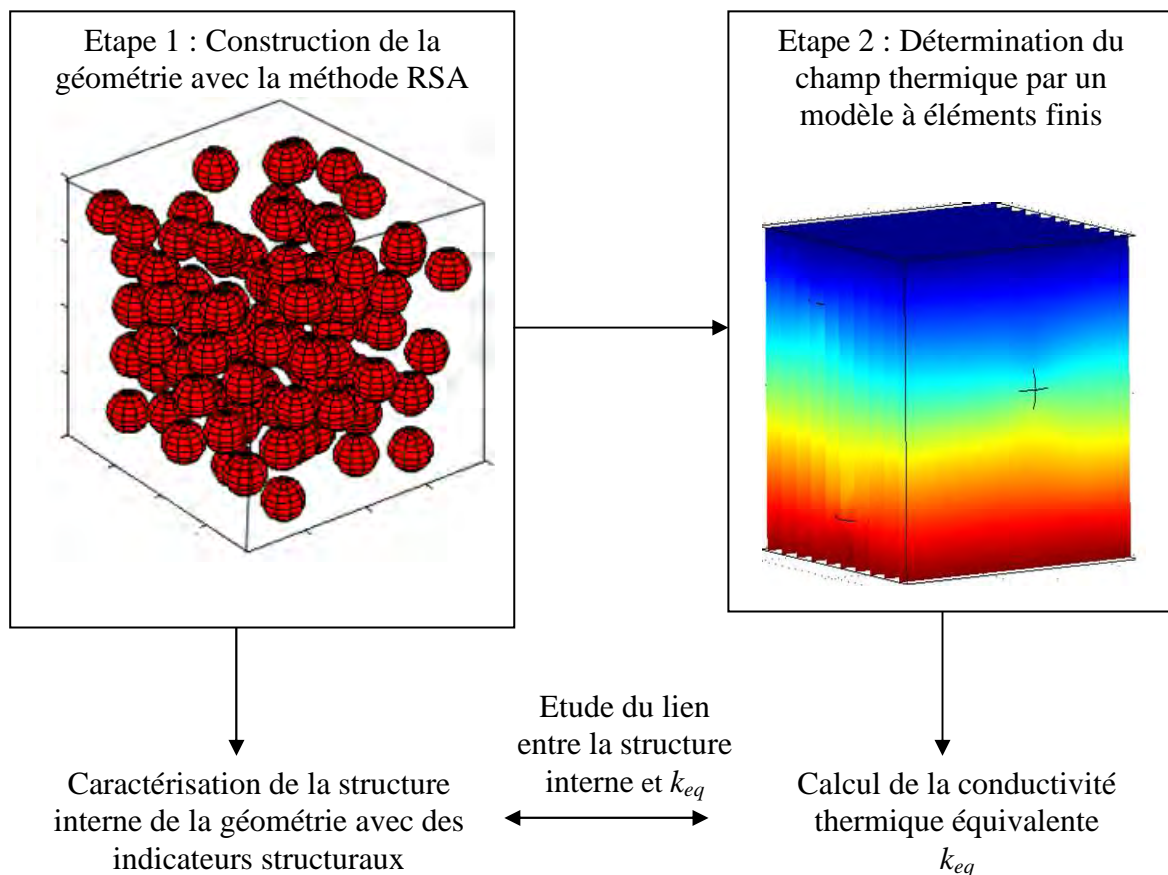 Etape 1 : Construction de la
géométrie avec la méthode RSA
Etape 2 : Détermination du
champ thermique par un
modèle à éléments finis
Etude du lien
entre la structure
interne et k_eq
Caractérisation de la structure
interne de la géométrie avec des
indicateurs structuraux
Calcul de la conductivité
thermique équivalente
k_eq